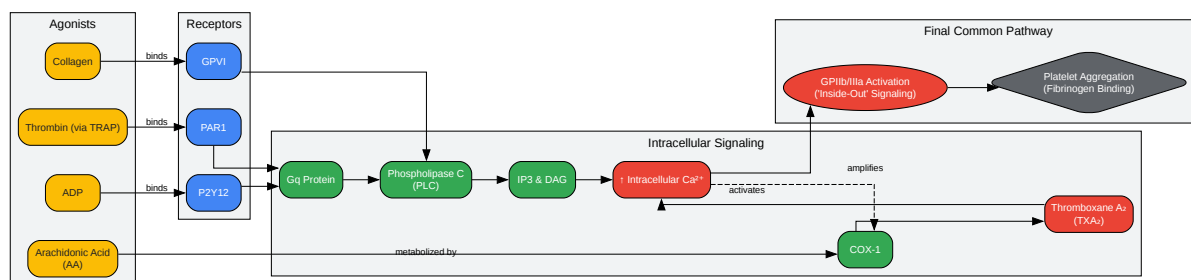 Agonists
Receptors
Final Common Pathway
Collagen
binds
GPVI
GPIIb/IIIa Activation
('Inside-Out' Signaling)
Platelet Aggregation
(Fibrinogen Binding)
Thrombin (via TRAP)
binds
PAR1
Intracellular Signaling
ADP
binds
P2Y12
Gq Protein
Phospholipase C
(PLC)
IP3 & DAG
↑ Intracellular Ca²⁺
amplifies
activates
Thromboxane A₂
(TXA₂)
Arachidonic Acid
(AA)
metabolized by
COX-1